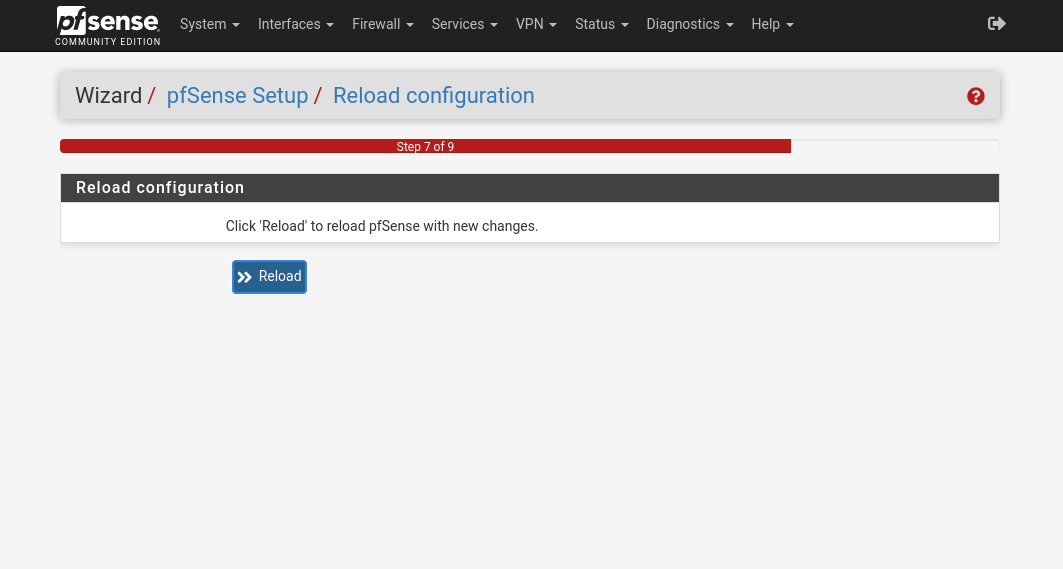 pfsense
COMMUNITY EDITION
System Interfaces Firewall Services VPN Status Diagnostics Help
Wizard / pfSense Setup / Reload configuration
Step 7 of 9
Reload configuration
Click 'Reload' to reload pfSense with new changes.
Reload